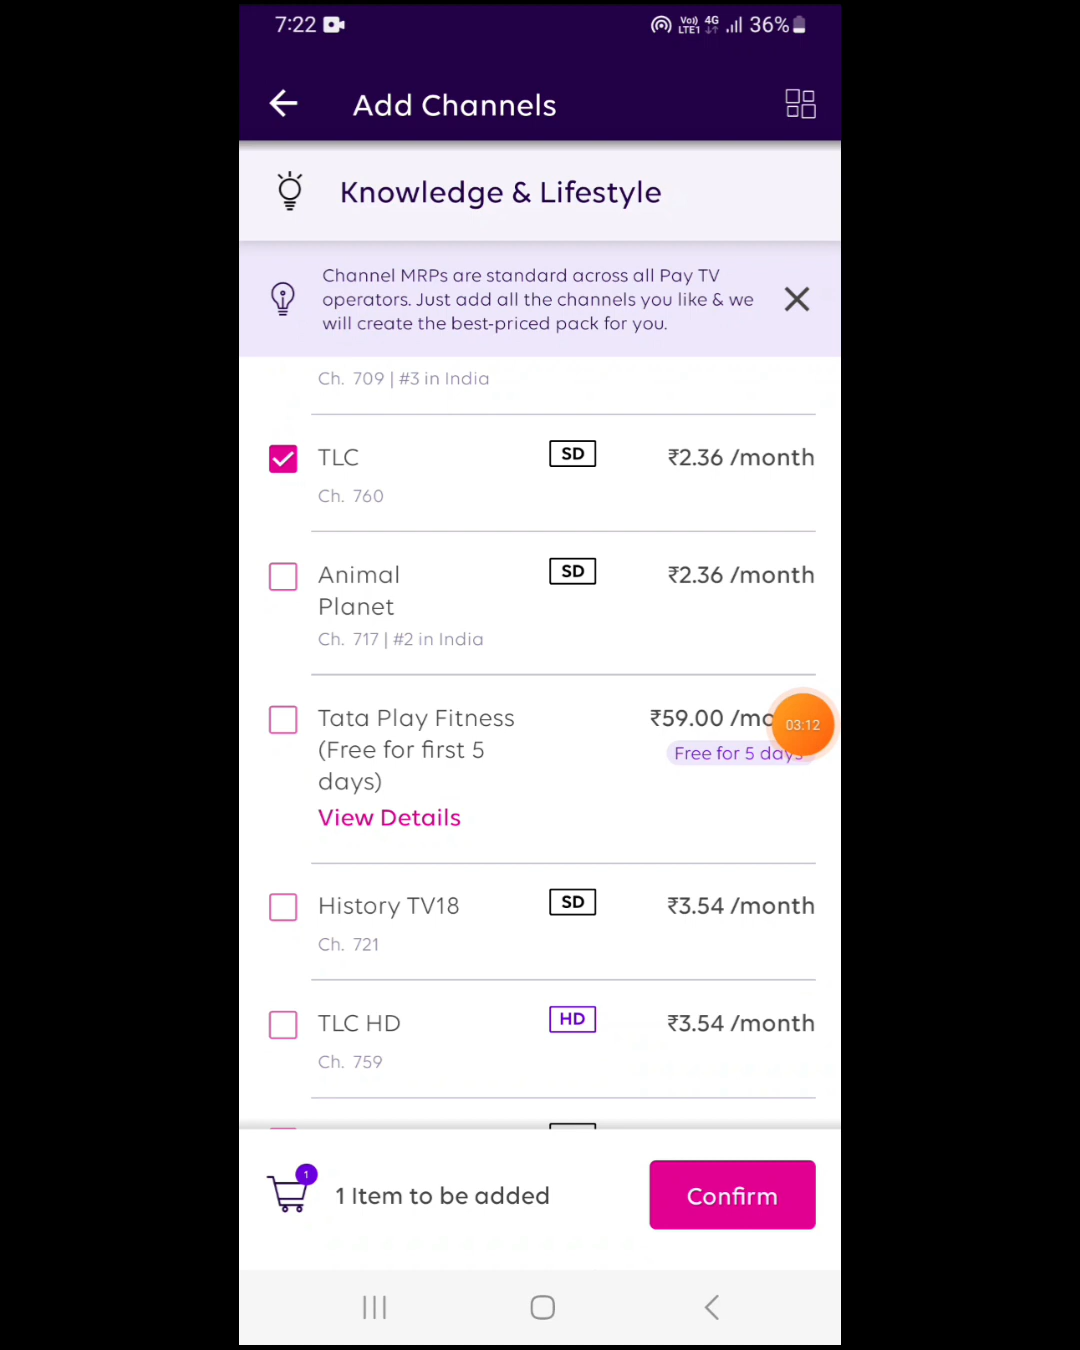 7:22
Vo)) 4G
LTE1
36%
Add Channels
Knowledge & Lifestyle
Channel MRPs are standard across all Pay TV
operators. Just add all the channels you like & we
will create the best-priced pack for you.
Ch. 709 | #3 in India
TLC SD ₹2.36 /month
Ch. 760
Animal SD ₹2.36 /month
Planet
Ch. 717 | #2 in India
Tata Play Fitness ₹59.00 /mo
03:12
(Free for first 5 Free for 5 days
days)
View Details
History TV18 SD ₹3.54 /month
Ch. 721
TLC HD HD ₹3.54 /month
Ch. 759
1
1 Item to be added Confirm